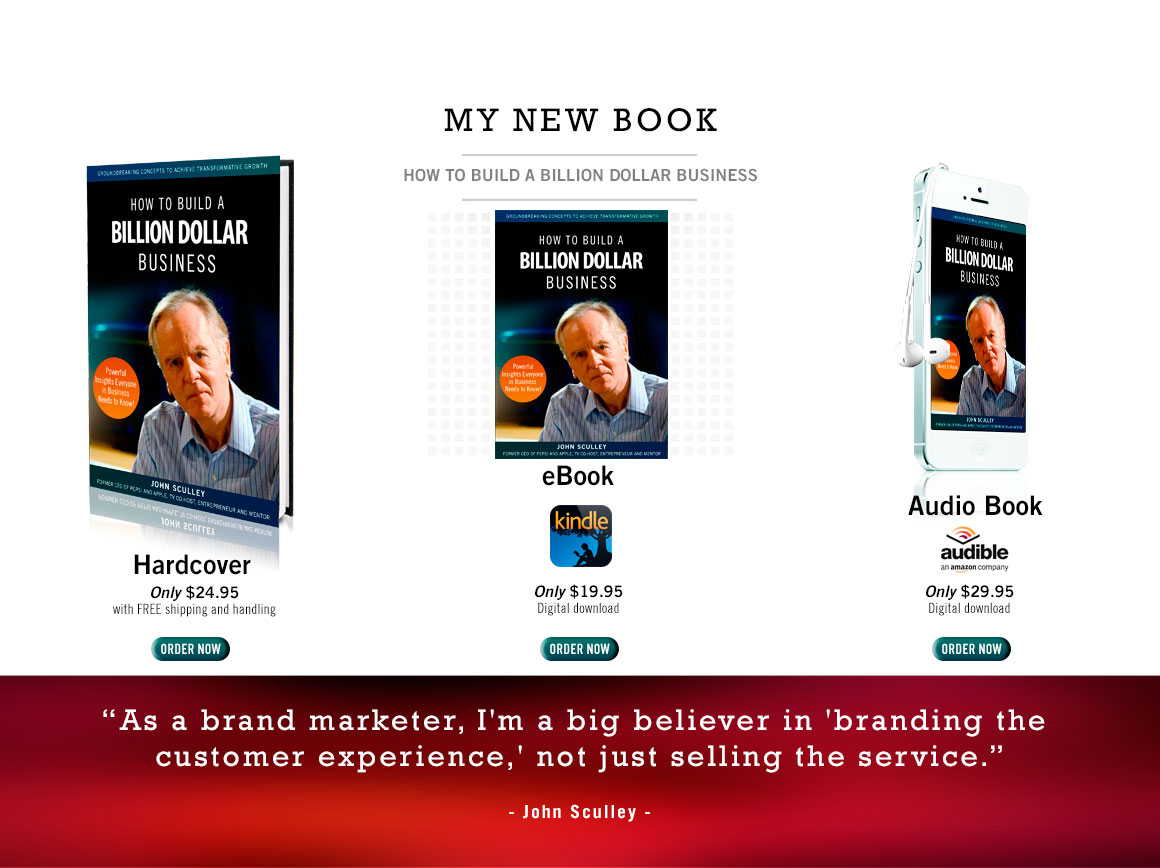 MY NEW BOOK
HOW TO BUILD A BILLION DOLLAR BUSINESS
GROUNDBREAKING CONCEPTS TO ACHIEVE TRANSFORMATIVE GROWTH
HOW TO BUILD A
BILLION DOLLAR
BUSINESS
Powerful
Insights Everyone
in Business
Needs to Know!
JOHN SCULLEY
FORMER CEO OF PEPSI AND APPLE, TV CO-HOST, ENTREPRENEUR AND MENTOR
Hardcover
Only $24.95
with FREE shipping and handling
ORDER NOW
GROUNDBREAKING CONCEPTS TO ACHIEVE TRANSFORMATIVE GROWTH
HOW TO BUILD A
BILLION DOLLAR
BUSINESS
Powerful
Insights Everyone
in Business
Needs to Know!
JOHN SCULLEY
FORMER CEO OF PEPSI AND APPLE, TV CO-HOST, ENTREPRENEUR AND MENTOR
eBook
kindle
Only $19.95
Digital download
ORDER NOW
HOW TO BUILD A
BILLION DOLLAR
BUSINESS
JOHN SCULLEY
Audio Book
audible
an amazon company
Only $29.95
Digital download
ORDER NOW
“As a brand marketer, I'm a big believer in 'branding the
customer experience,' not just selling the service.”
- John Sculley -